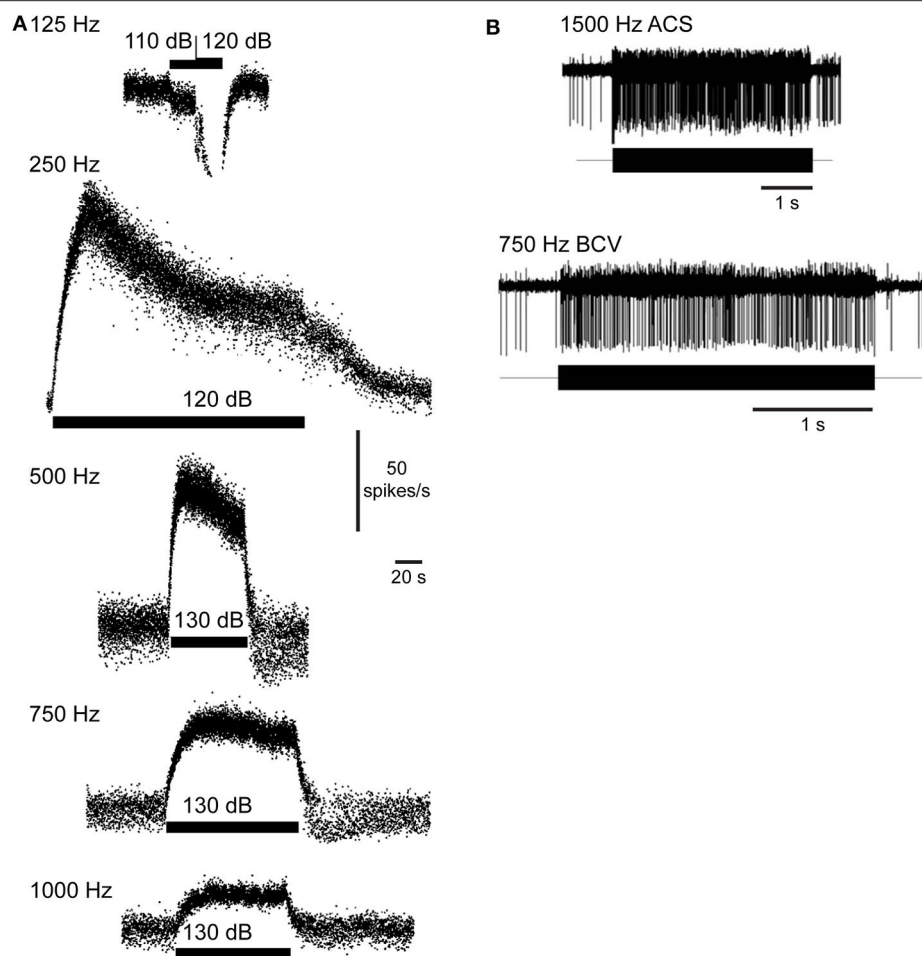 A 125 Hz
110 dB 120 dB
250 Hz
120 dB
50
spikes/s
20 s
500 Hz
130 dB
750 Hz
130 dB
1000 Hz
130 dB
B 1500 Hz ACS
1 s
750 Hz BCV
1 s